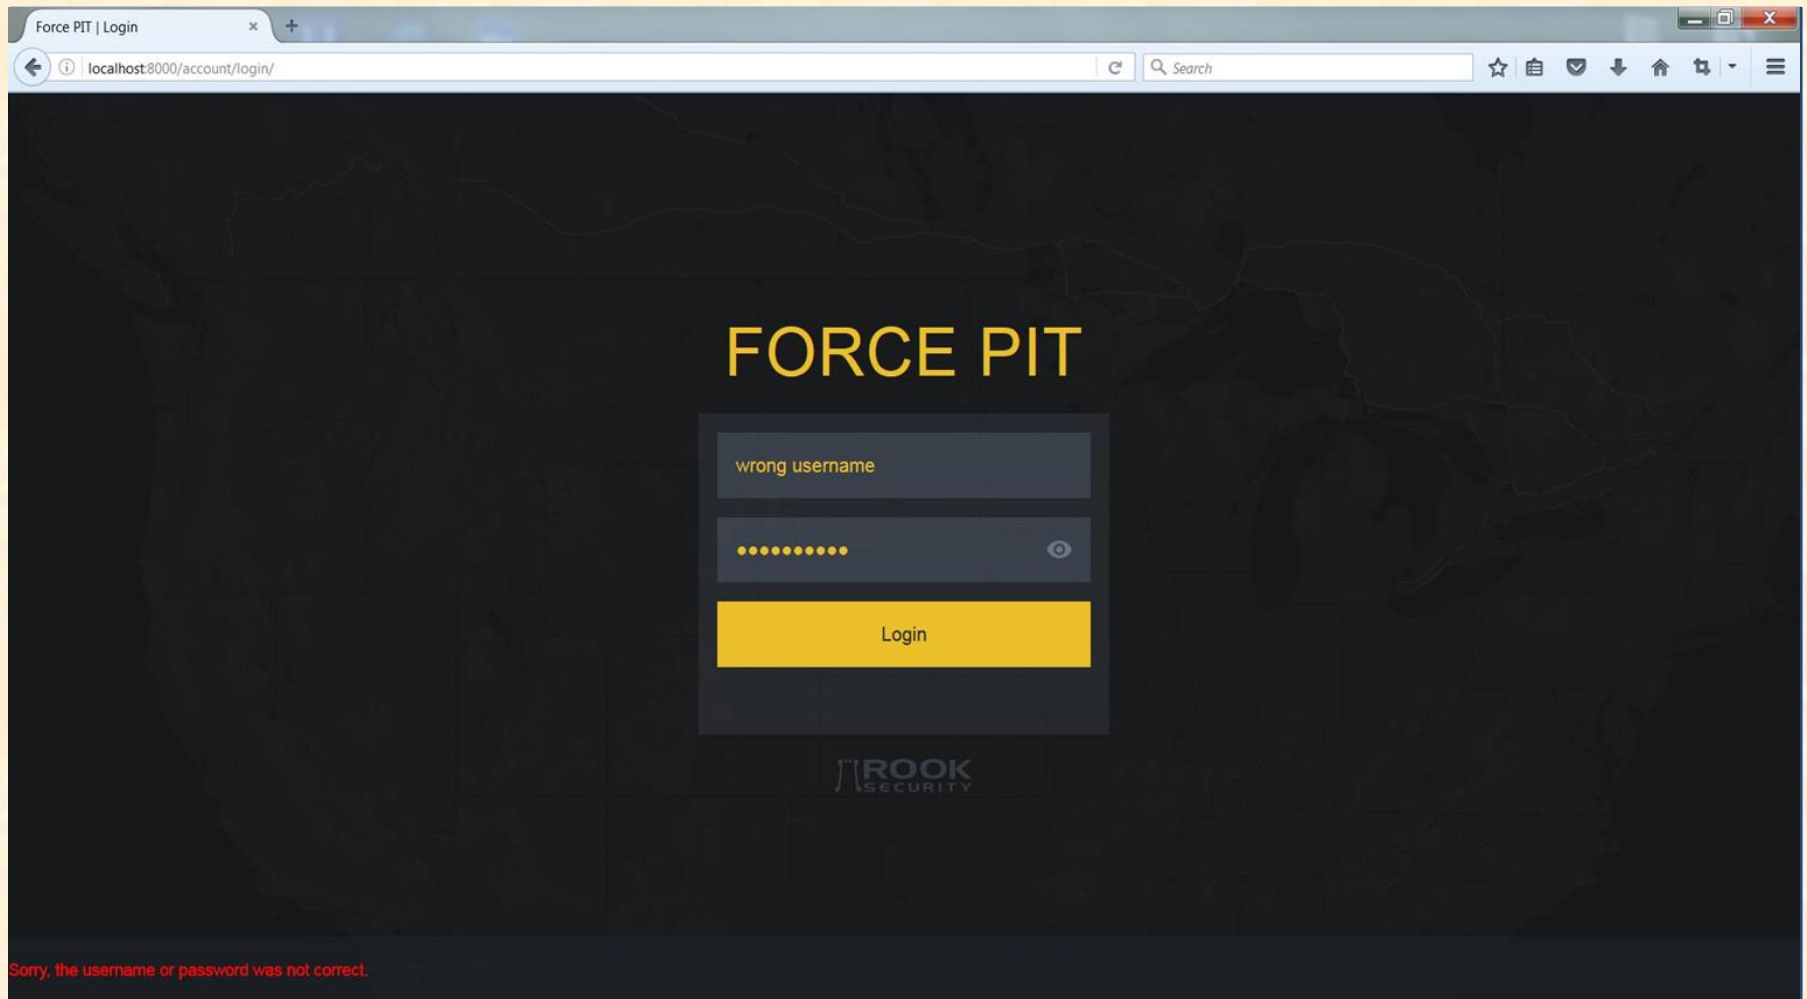 Force PIT | Login
localhost:8000/account/login/
Search
FORCE PIT
wrong username
••••••••••
Login
ROOK
SECURITY
Sorry, the username or password was not correct.